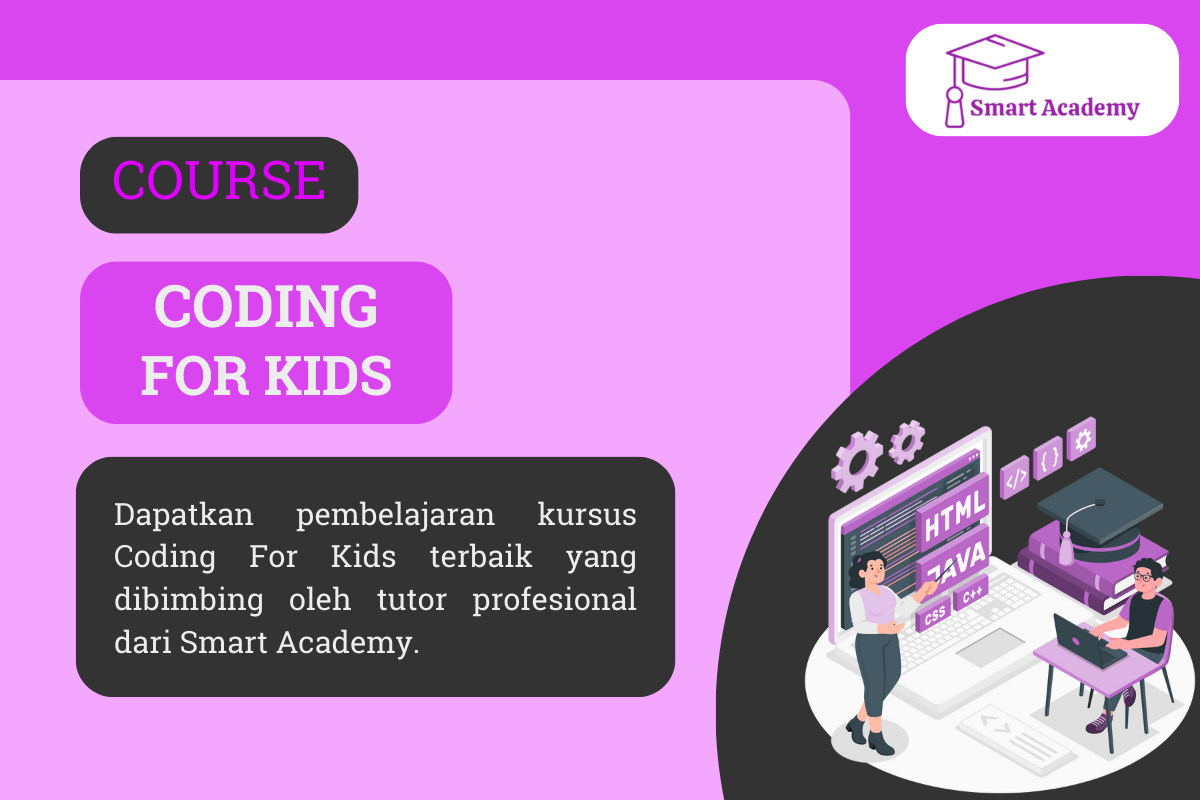 Smart Academy
COURSE
CODING
FOR KIDS
Dapatkan pembelajaran kursus
Coding For Kids terbaik yang
dibimbing oleh tutor profesional
dari Smart Academy.
</>
{ }
HTML
JAVA
CSS
C++